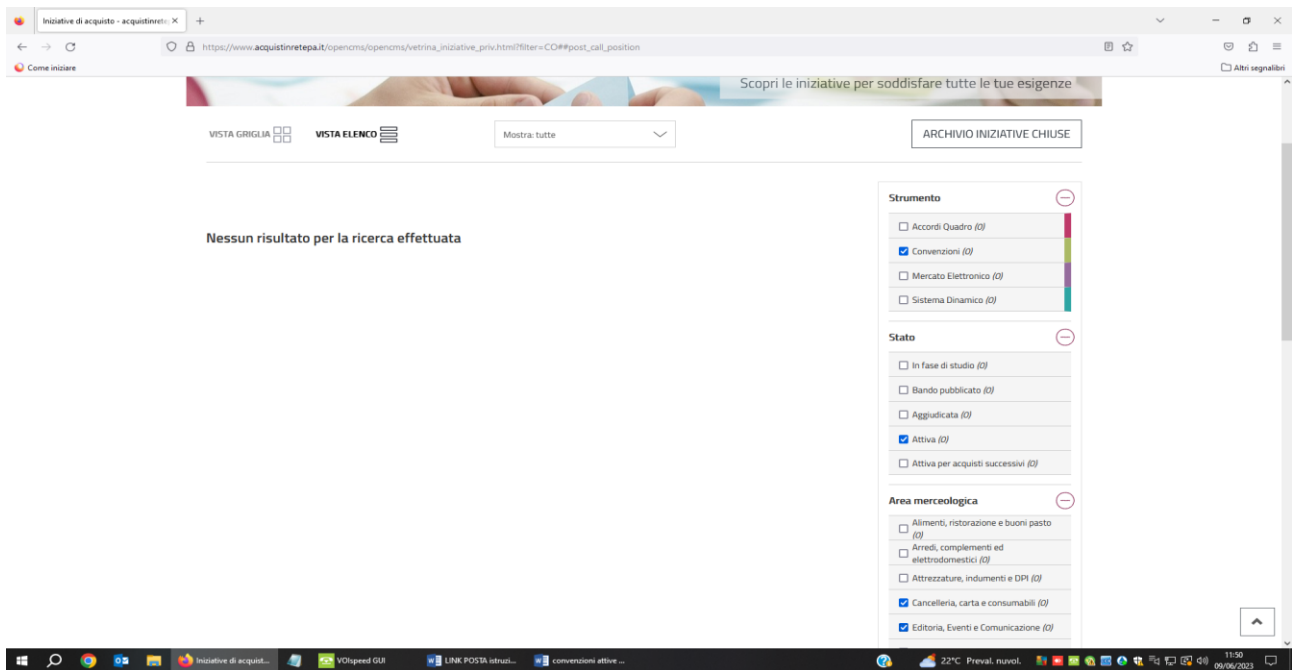 Iniziative di acquisto - acquistinretep
https://www.acquistinretepa.it/opencms/opencms/vetrina_iniziative_priv.html?filter=CO##post_call_position
Come iniziare
Altri segnalibri
Scopri le iniziative per soddisfare tutte le tue esigenze
VISTA GRIGLIA
VISTA ELENCO
Mostra: tutte
ARCHIVIO INIZIATIVE CHIUSE
Nessun risultato per la ricerca effettuata
Strumento
Accordi Quadro (0)
Convenzioni (0)
Mercato Elettronico (0)
Sistema Dinamico (0)
Stato
In fase di studio (0)
Bando pubblicato (0)
Aggiudicata (0)
Attiva (0)
Attiva per acquisti successivi (0)
Area merceologica
Alimenti, ristorazione e buoni pasto
(0)
Arredi, complementi ed
elettrodomestici (0)
Attrezzature, indumenti e DPI (0)
Cancelleria, carta e consumabili (0)
Editoria, Eventi e Comunicazione (0)
Iniziative di acquist...
VOIspeed GUI
LINK POSTA istruzi...
convenzioni attive ...
22°C Preval. nuvol.
11:50
09/06/2023